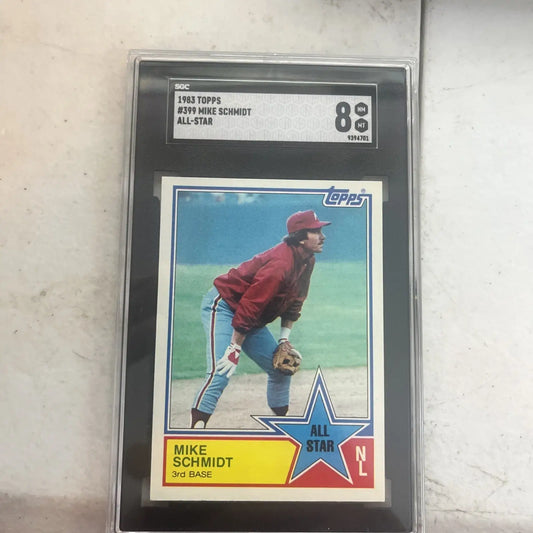 SGC
1983 TOPPS
#399 MIKE SCHMIDT
ALL-STAR
8 NM MT
9394701
Topps®
ALL STAR
MIKE SCHMIDT
3rd BASE
NL